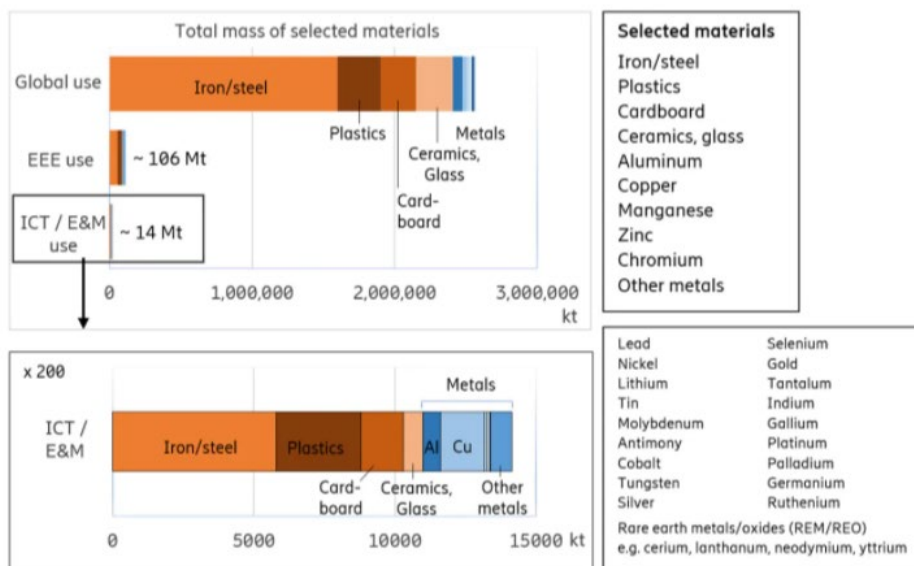 Total mass of selected materials
Global use
Iron/steel
Plastics
Metals
Ceramics,
Glass
Card-
board
EEE use
~ 106 Mt
ICT / E&M
use
~ 14 Mt
0
1,000,000
2,000,000
3,000,000
kt
Selected materials
Iron/steel
Plastics
Cardboard
Ceramics, glass
Aluminum
Copper
Manganese
Zinc
Chromium
Other metals
x 200
Metals
ICT /
E&M
Iron/steel
Plastics
Al
Cu
Card-
board
Ceramics,
Glass
Other
metals
0
5000
10000
15000 kt
Lead
Nickel
Lithium
Tin
Molybdenum
Antimony
Cobalt
Tungsten
Silver
Selenium
Gold
Tantalum
Indium
Gallium
Platinum
Palladium
Germanium
Ruthenium
Rare earth metals/oxides (REM/REO)
e.g. cerium, lanthanum, neodymium, yttrium